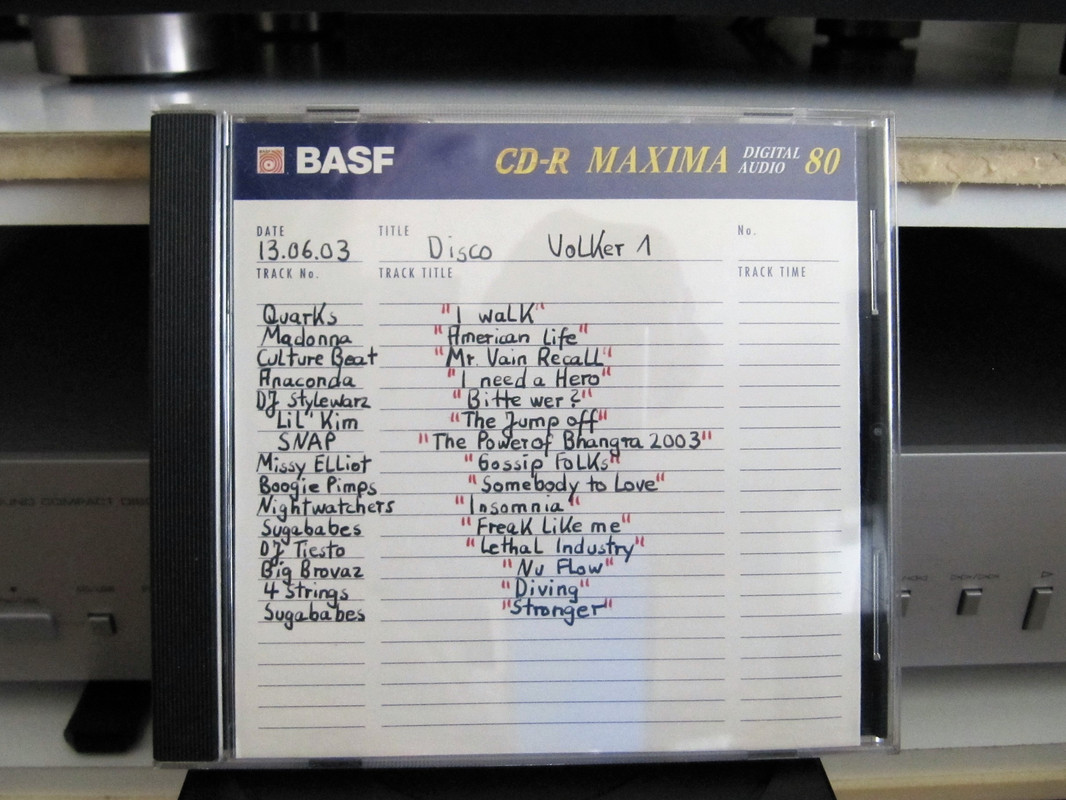 BASF CD-R MAXIMA DIGITAL AUDIO 80
DATE TITLE No.
13.06.03 Disco Volker 1
TRACK No. TRACK TITLE TRACK TIME
Quarks "I walk"
Madonna "American Life"
Culture Beat "Mr. Vain Recall"
Anaconda "I need a Hero"
DJ Stylewarz "Bitte wer?"
Lil' Kim "The Jump off"
SNAP "The Power of Bhangra 2003"
Missy Elliot "Gossip Folks"
Boogie Pimps "Somebody to Love"
Nightwatchers "Insomnia"
Sugababes "Freak Like me"
DJ Tiesto "Lethal Industry"
Big Brovaz "Nu Flow"
4 Strings "Diving"
Sugababes "Stronger"